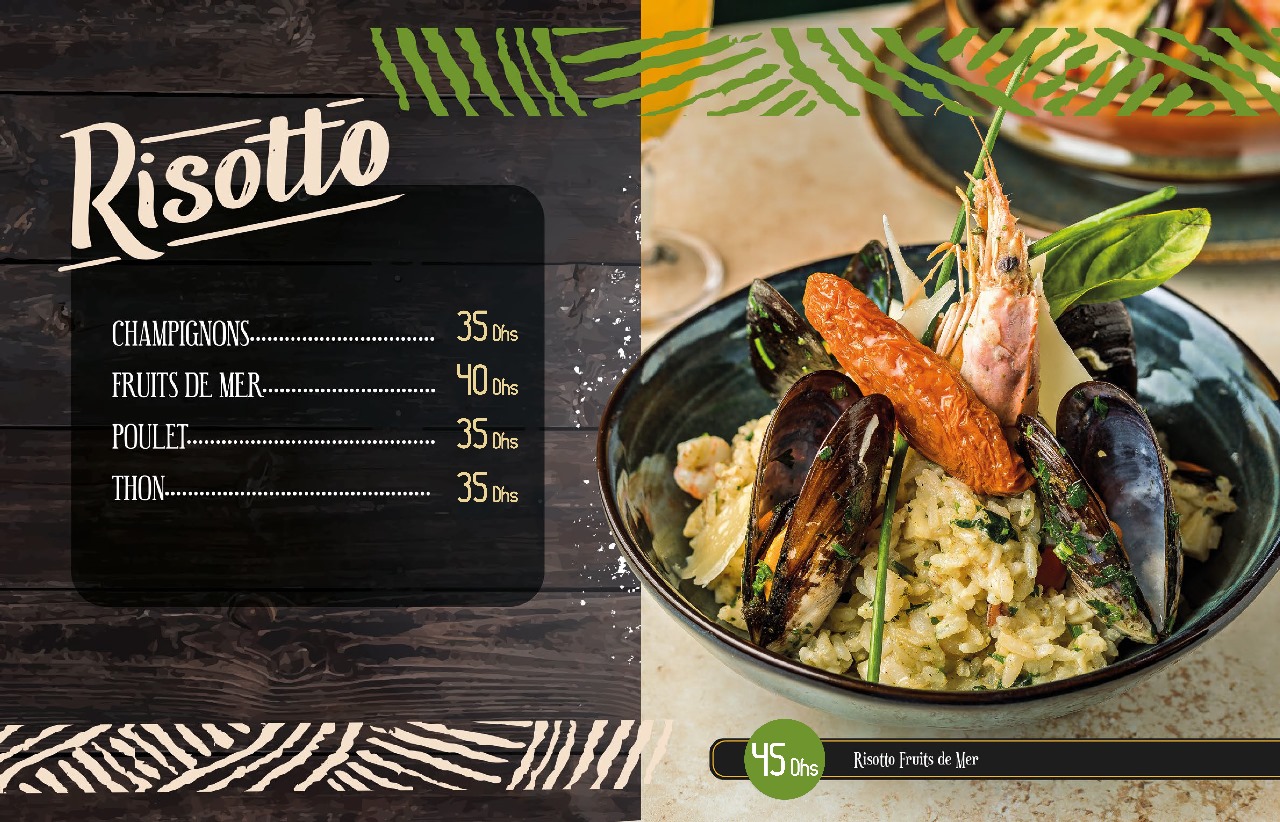 Risotto
CHAMPIGNONS........................................ 35 Dhs
FRUITS DE MER..................................... 40 Dhs
POULET..................................................... 35 Dhs
THON......................................................... 35 Dhs
45 Dhs Risotto Fruits de Mer